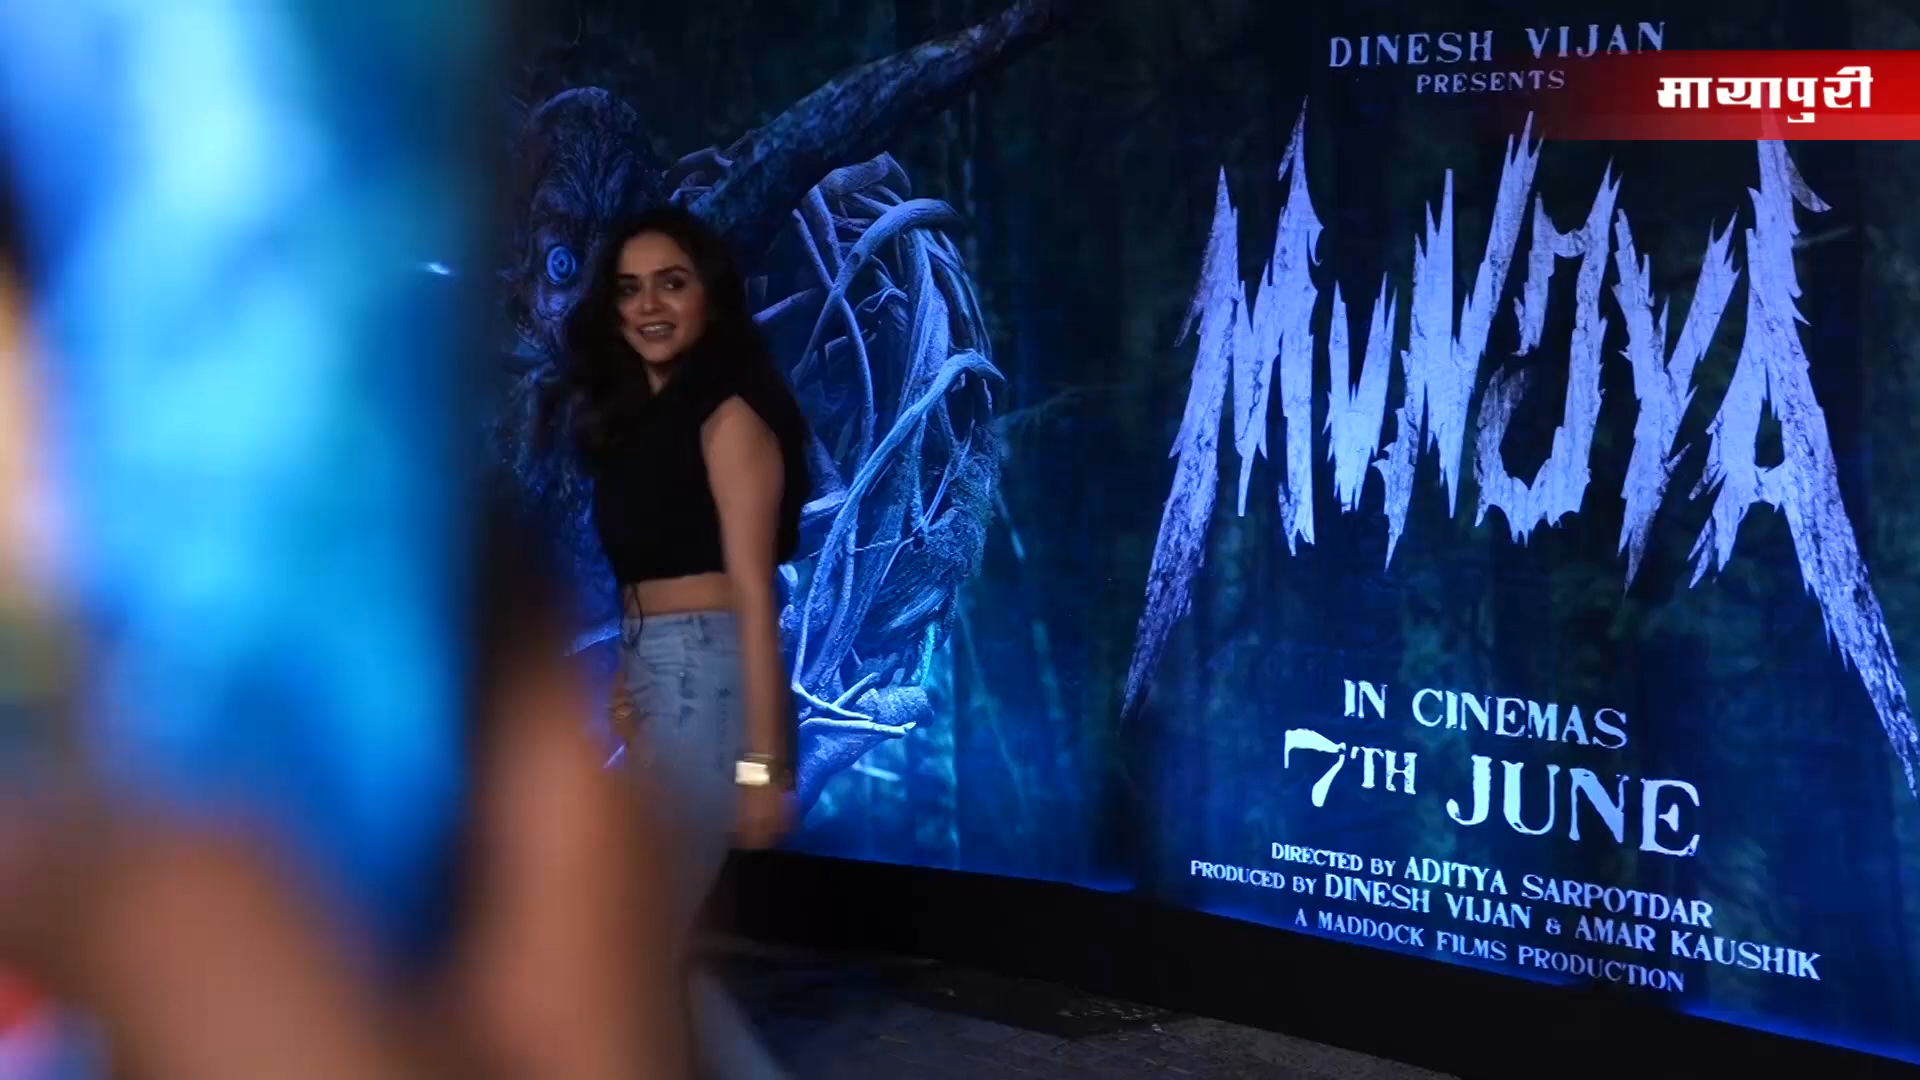 DINESH VIJAN
PRESENTS
मायापुरी
MUNJYA
IN CINEMAS
7TH JUNE
DIRECTED BY ADITYA SARPOTDAR
PRODUCED BY DINESH VIJAN & AMAR KAUSHIK
A MADDOCK FILMS PRODUCTION